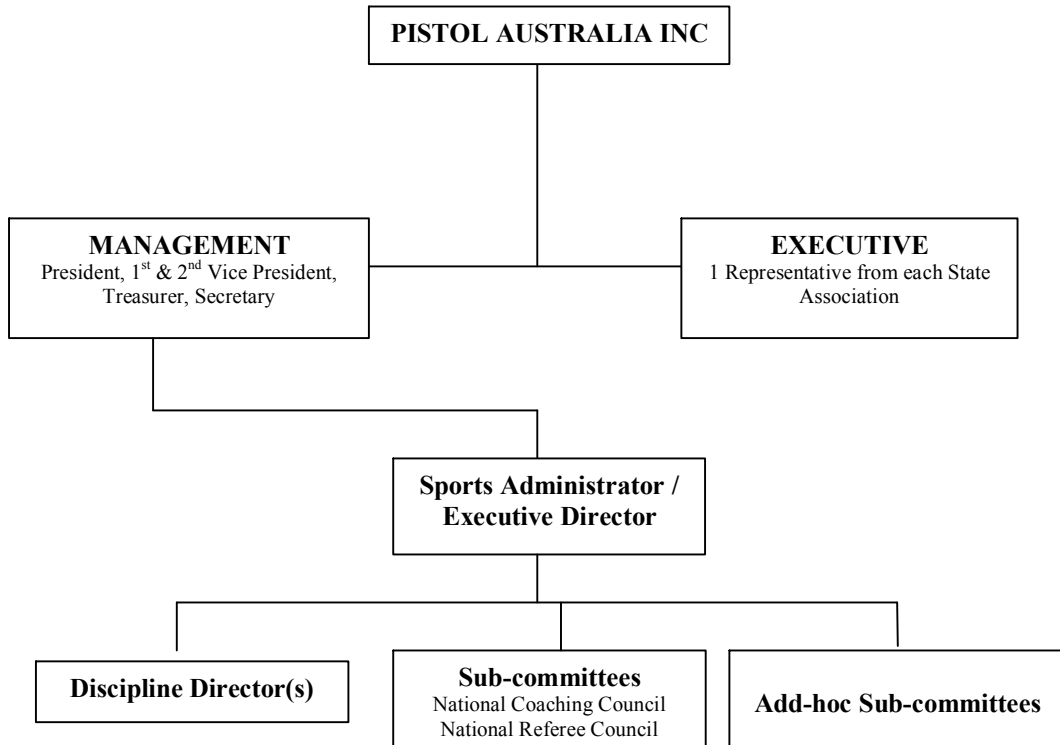 PISTOL AUSTRALIA INC
MANAGEMENT
President, 1st & 2nd Vice President,
Treasurer, Secretary
EXECUTIVE
1 Representative from each State
Association
Sports Administrator /
Executive Director
Discipline Director(s)
Sub-committees
National Coaching Council
National Referee Council
Add-hoc Sub-committees